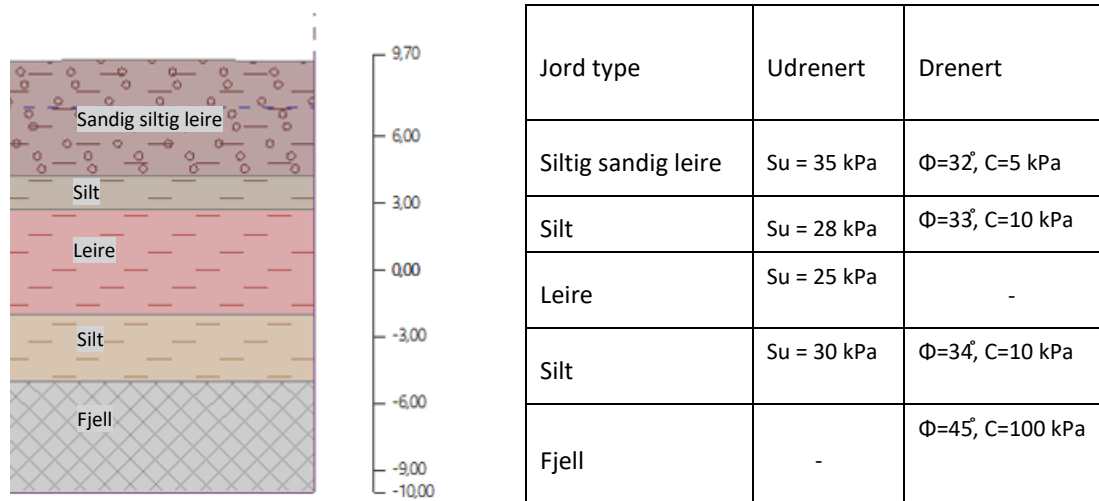 9,70
Sandig siltig leire
6,00
Silt
3,00
Leire
0,00
Silt
-3,00
Fjell
-6,00
-9,00
-10,00
Jord type Udrenert Drenert
Siltig sandig leire Su = 35 kPa Φ=32°, C=5 kPa
Silt Su = 28 kPa Φ=33°, C=10 kPa
Leire Su = 25 kPa -
Silt Su = 30 kPa Φ=34°, C=10 kPa
Fjell - Φ=45°, C=100 kPa